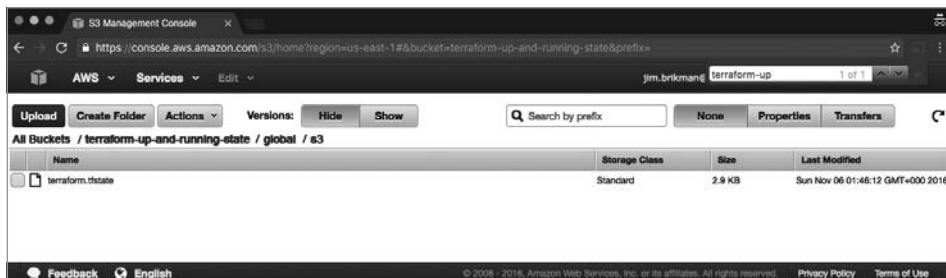 S3 Management Console ×
https://console.aws.amazon.com/s3/home?region=us-east-1#&bucket=terraform-up-and-running-state&prefix=
AWS Services Edit jim.brikman@ terraform-up 1 of 1
Upload Create Folder Actions Versions: Hide Show Search by prefix None Properties Transfers
All Buckets / terraform-up-and-running-state / global / s3
Name Storage Class Size Last Modified
terraform.tfstate Standard 2.9 KB Sun Nov 06 01:46:12 GMT+000 2016
Feedback English © 2008 - 2016, Amazon Web Services, Inc. or its affiliates. All rights reserved. Privacy Policy Terms of Use